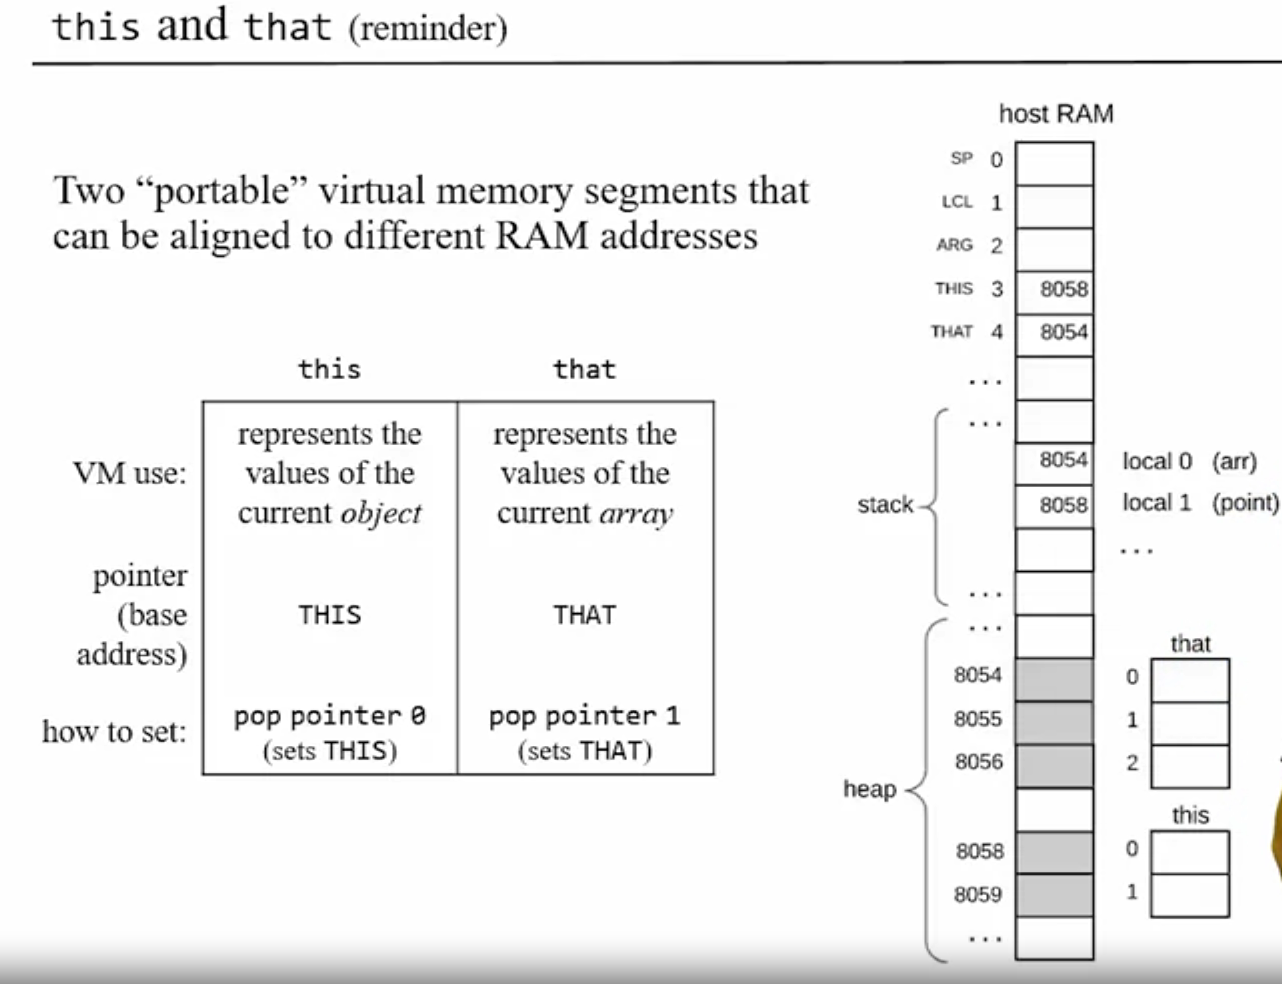 this and that (reminder)
Two “portable” virtual memory segments that
can be aligned to different RAM addresses
this that
VM use:
represents the
values of the
current object
represents the
values of the
current array
pointer
(base
address)
THIS
THAT
how to set:
pop pointer 0
(sets THIS)
pop pointer 1
(sets THAT)
host RAM
SP 0
LCL 1
ARG 2
THIS 3 8058
THAT 4 8054
...
...
stack
8054 local 0 (arr)
8058 local 1 (point)
...
...
...
heap
8054
8055
8056
8058
8059
...
that
0
1
2
this
0
1